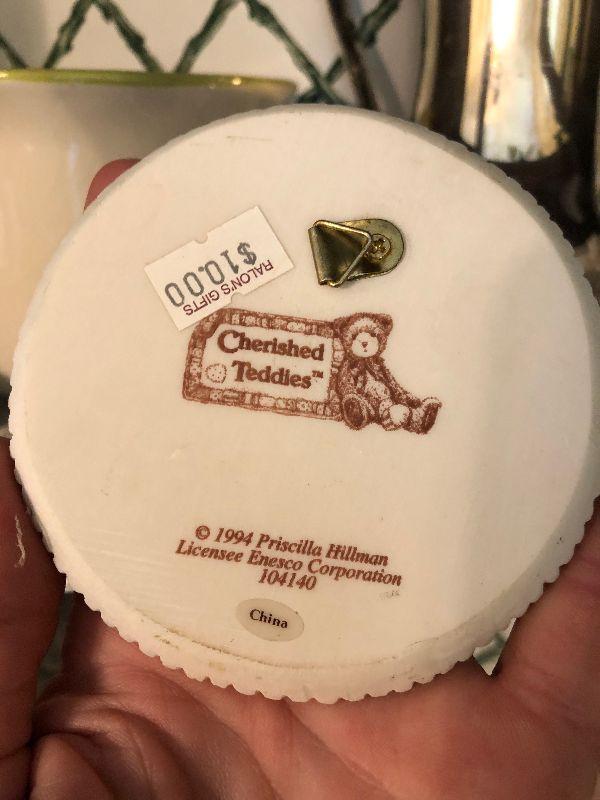 $10.00
RALON'S GIFTS
Cherished
Teddies™
© 1994 Priscilla Hillman
Licensee Enesco Corporation
104140
China